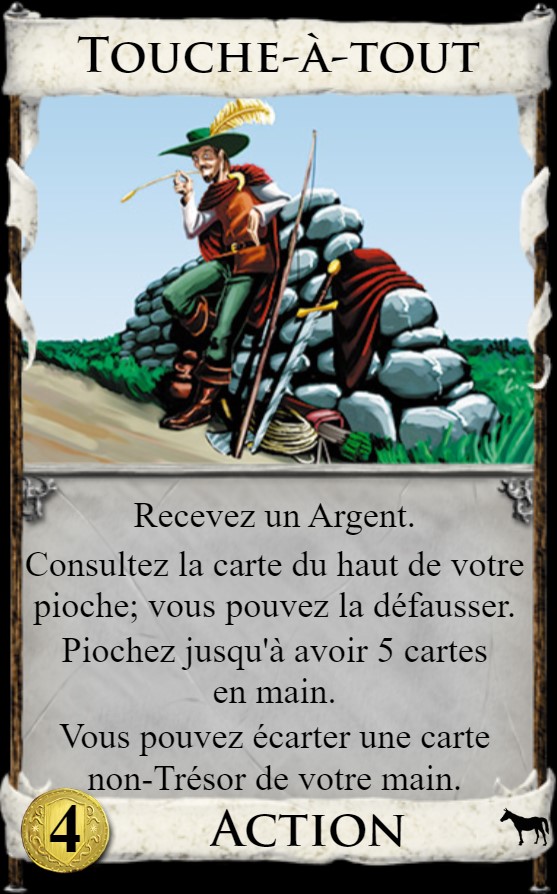 Touche-à-tout
Recevez un Argent.
Consultez la carte du haut de votre
pioche; vous pouvez la défausser.
Piochez jusqu'à avoir 5 cartes
en main.
Vous pouvez écarter une carte
non-Trésor de votre main.
4
Action